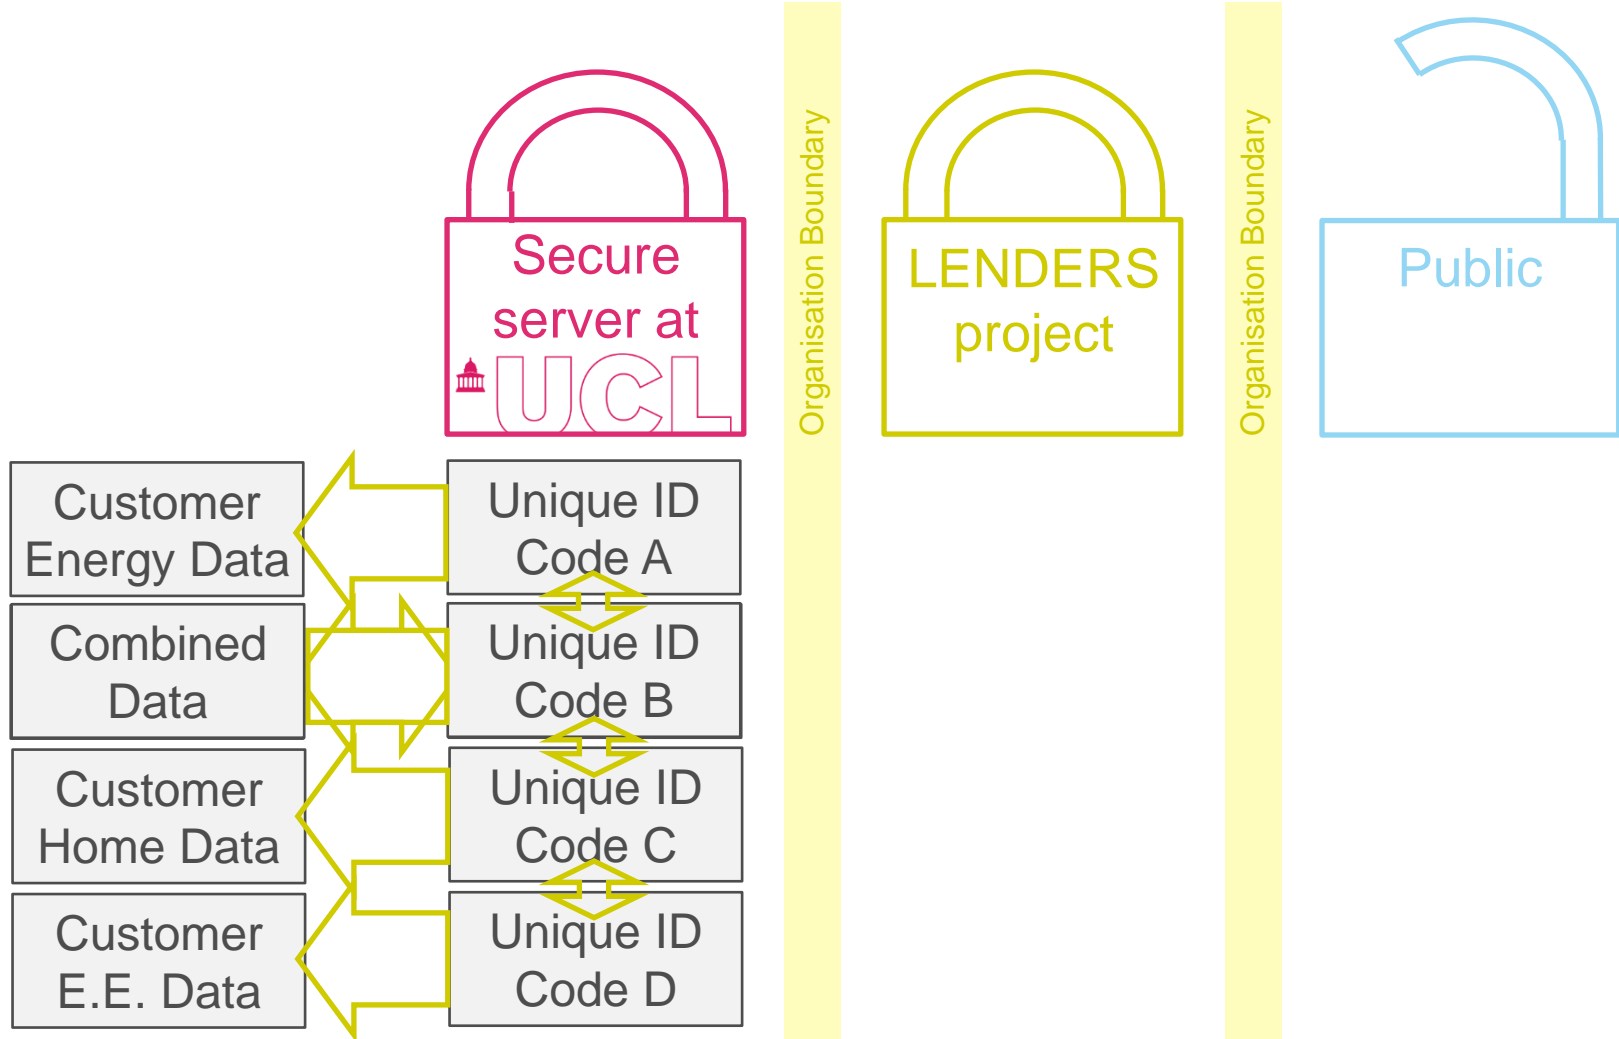 Secure
server at
UCL
Organisation Boundary
LENDERS
project
Organisation Boundary
Public
Customer
Energy Data
Unique ID
Code A
Combined
Data
Unique ID
Code B
Customer
Home Data
Unique ID
Code C
Customer
E.E. Data
Unique ID
Code D